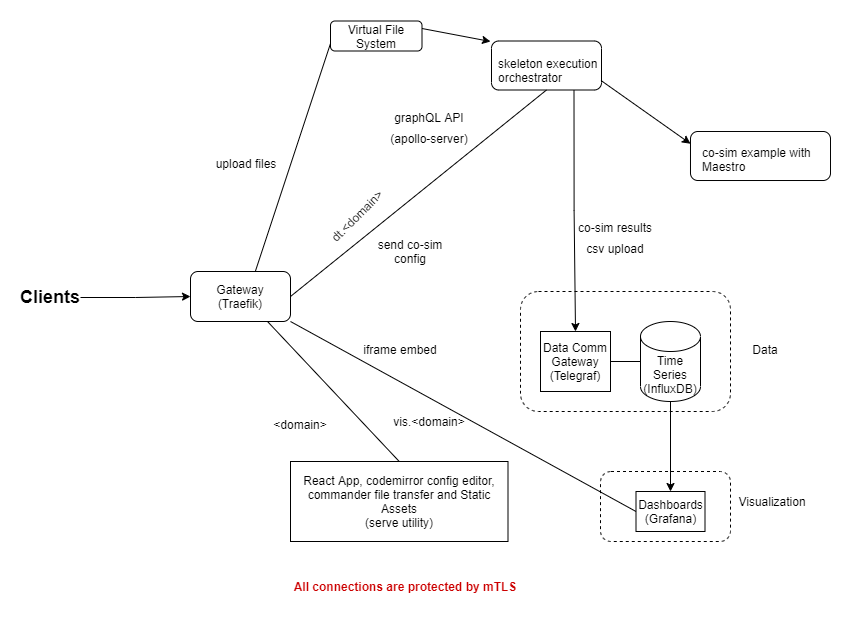 Virtual File
System
skeleton execution
orchestrator
graphQL API
(apollo-server)
co-sim example with
Maestro
upload files
dt.<domain>
co-sim results
csv upload
send co-sim
config
Clients
Gateway
(Traefik)
iframe embed
Data Comm
Gateway
(Telegraf)
Time
Series
(InfluxDB)
Data
<domain>
vis.<domain>
React App, codemirror config editor,
commander file transfer and Static
Assets
(serve utility)
Dashboards
(Grafana)
Visualization
All connections are protected by mTLS